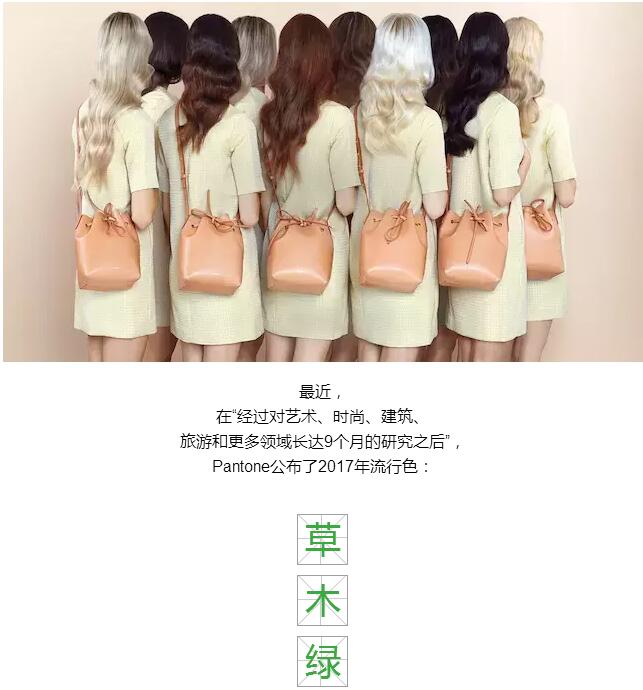 最近，
在“经过对艺术、时尚、建筑、
旅游和更多领域长达9个月的研究之后”，
Pantone公布了2017年流行色：
草
木
绿